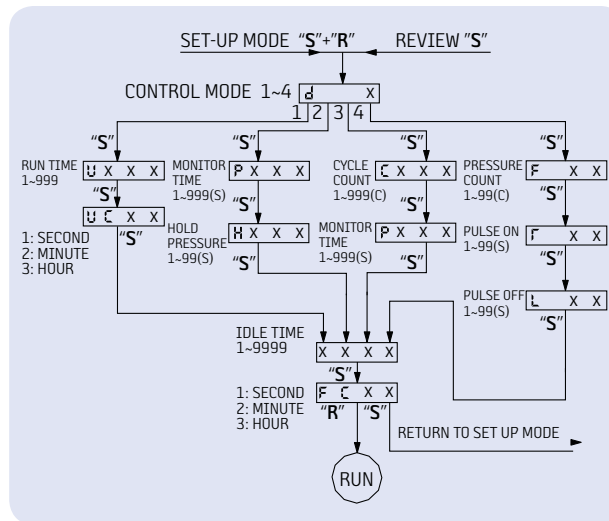 SET-UP MODE “S”+”R” REVIEW ”S”
CONTROL MODE 1~4 d X
1 2 3 4
“S” “S” “S” “S”
RUN TIME
1~999
U X X X
“S”
U C X X
1: SECOND
2: MINUTE
3: HOUR
“S”
MONITOR
TIME
1~999(S)
P X X X
“S”
HOLD
PRESSURE
1~99(S)
H X X X
“S”
CYCLE
COUNT
1~999(C)
C X X X
“S”
MONITOR
TIME
1~999(S)
P X X X
“S”
PRESSURE
COUNT
1~99(C)
F X X
“S”
PULSE ON
1~99(S)
T X X
“S”
PULSE OFF
1~99(S)
L X X
“S”
IDLE TIME
1~9999
X X X X
“S”
1: SECOND
2: MINUTE
3: HOUR
F C X X
“R” “S”
RETURN TO SET UP MODE
RUN